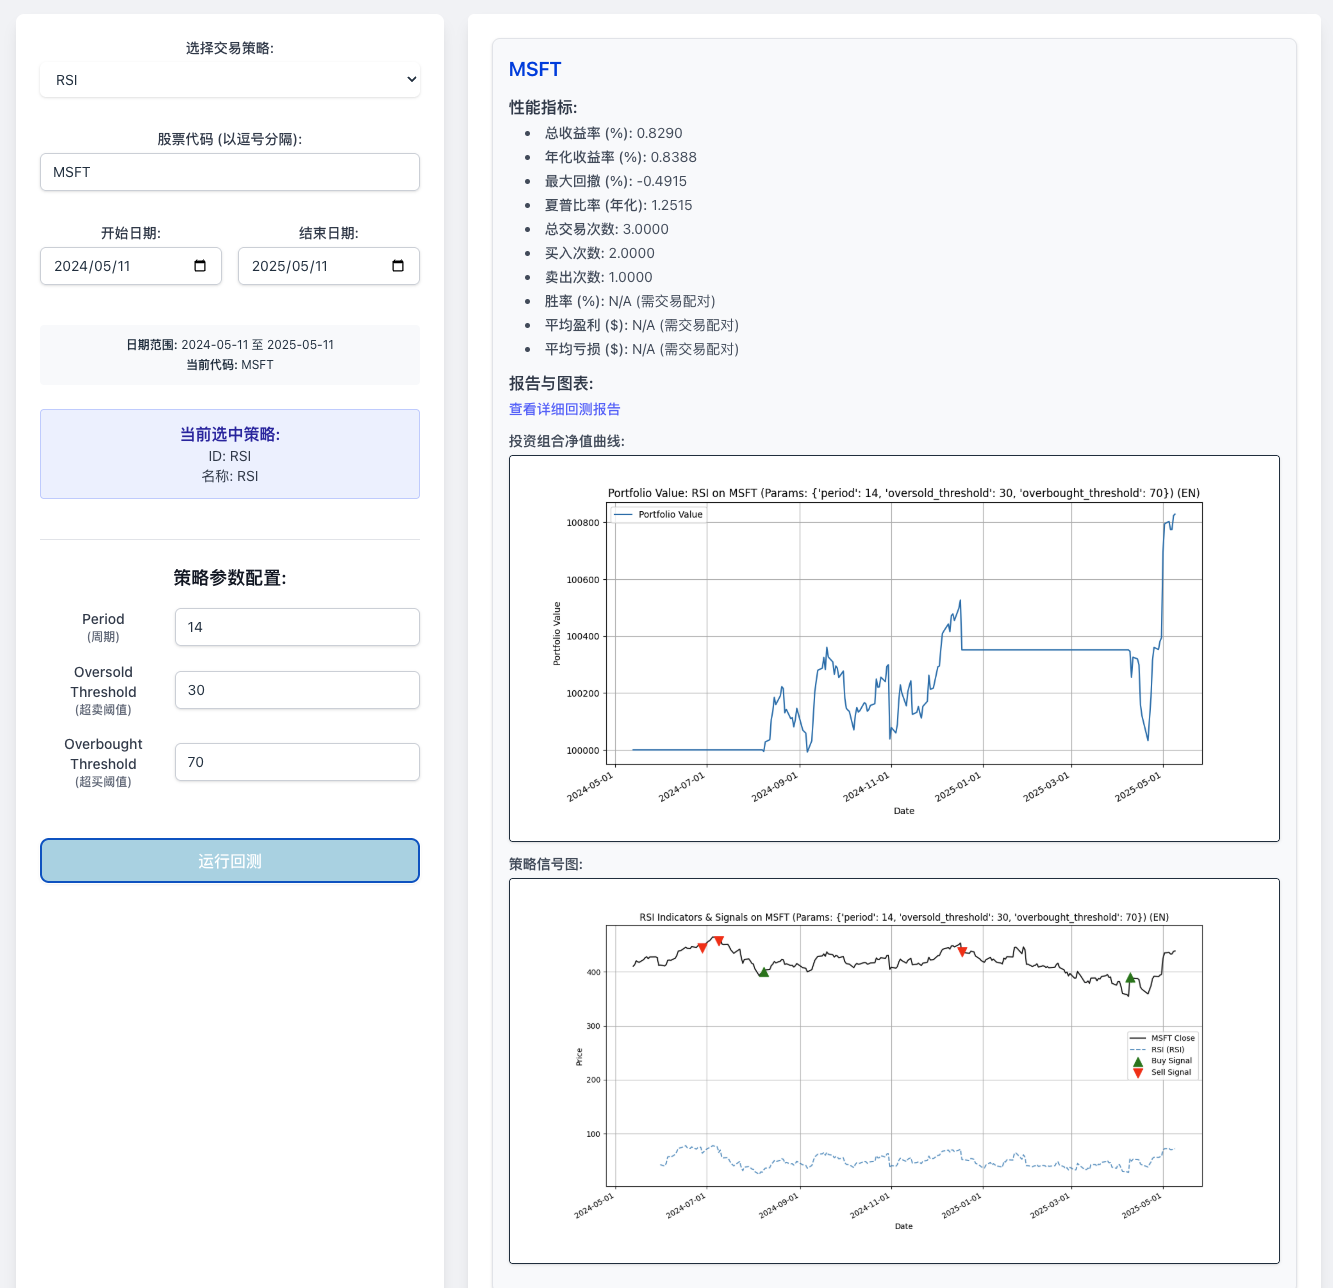 选择交易策略:
RSI
股票代码 (以逗号分隔):
MSFT
开始日期:
结束日期:
2024/05/11
2025/05/11
日期范围: 2024-05-11 至 2025-05-11
当前代码: MSFT
当前选中策略:
ID: RSI
名称: RSI
策略参数配置:
Period
(周期)
14
Oversold
Threshold
(超卖阈值)
30
Overbought
Threshold
(超买阈值)
70
运行回测
MSFT
性能指标:
总收益率 (%): 0.8290
年化收益率 (%): 0.8388
最大回撤 (%): -0.4915
夏普比率 (年化): 1.2515
总交易次数: 3.0000
买入次数: 2.0000
卖出次数: 1.0000
胜率 (%): N/A (需交易配对)
平均盈利 ($): N/A (需交易配对)
平均亏损 ($): N/A (需交易配对)
报告与图表:
查看详细回测报告
投资组合净值曲线:
Portfolio Value: RSI on MSFT (Params: {'period': 14, 'oversold_threshold': 30, 'overbought_threshold': 70}) (EN)
Portfolio Value
100800
100600
100400
100200
100000
Portfolio Value
2024-05-01
2024-07-01
2024-09-01
2024-11-01
2025-01-01
2025-03-01
2025-05-01
Date
策略信号图:
RSI Indicators & Signals on MSFT (Params: {'period': 14, 'oversold_threshold': 30, 'overbought_threshold': 70}) (EN)
400
300
200
100
Price
MSFT Close
RSI (RSI)
Buy Signal
Sell Signal
2024-05-01
2024-07-01
2024-09-01
2024-11-01
2025-01-01
2025-03-01
2025-05-01
Date